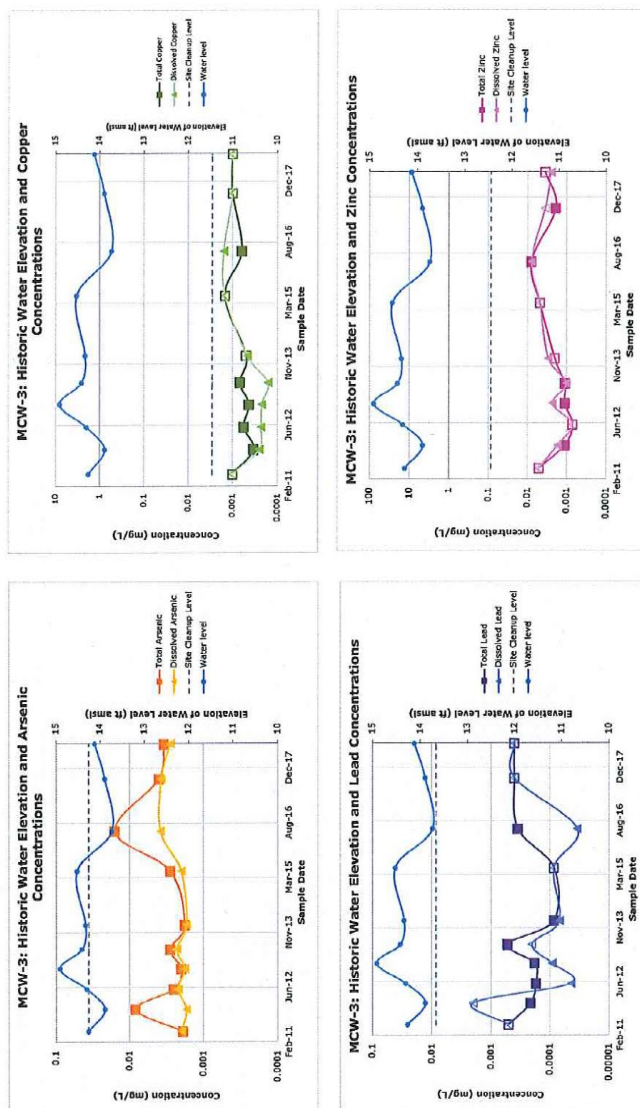 MCW-3: Historic Water Elevation and Arsenic
Concentrations
Concentration (mg/L)
0.1
0.01
0.001
0.0001
15
14
13
12
11
10
Elevation of Water Level (ft amsl)
Feb-11
Jun-12
Nov-13
Mar-15
Aug-16
Dec-17
Sample Date
Total Arsenic
Dissolved Arsenic
Site Cleanup Level
Water level
MCW-3: Historic Water Elevation and Copper
Concentrations
Concentration (mg/L)
10
1
0.001
0.0001
15
14
13
12
11
10
Elevation of Water Level (ft amsl)
Feb-11
Jun-12
Nov-13
Mar-15
Aug-16
Dec-17
Sample Date
Total Copper
Dissolved Copper
Site Cleanup Level
Water level
MCW-3: Historic Water Elevation and Lead Concentrations
Concentration (mg/L)
0.1
0.01
0.001
0.0001
0.00001
15
14
13
12
11
10
Elevation of Water Level (ft amsl)
Feb-11
Jun-12
Nov-13
Mar-15
Aug-16
Dec-17
Sample Date
Total Lead
Dissolved Lead
Site Cleanup Level
Water level
MCW-3: Historic Water Elevation and Zinc Concentrations
Concentration (mg/L)
100
10
1
0.1
0.01
0.001
0.0001
15
14
13
12
11
10
Elevation of Water Level (ft amsl)
Feb-11
Jun-12
Nov-13
Mar-15
Aug-16
Dec-17
Sample Date
Total Zinc
Dissolved Zinc
Site Cleanup Level
Water level